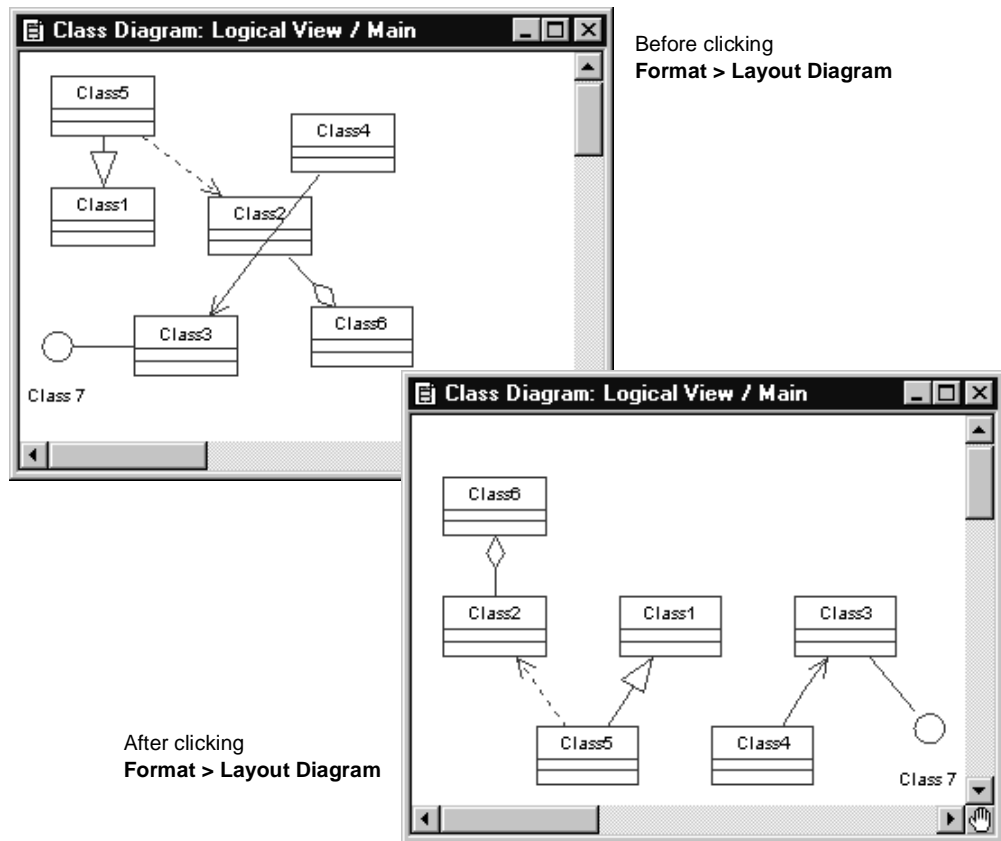 Class Diagram: Logical View / Main
Before clicking
Format > Layout Diagram
Class5
Class4
Class1
Class2
Class3
Class6
Class 7
Class Diagram: Logical View / Main
Class6
Class2
Class1
Class3
Class5
Class4
Class 7
After clicking
Format > Layout Diagram